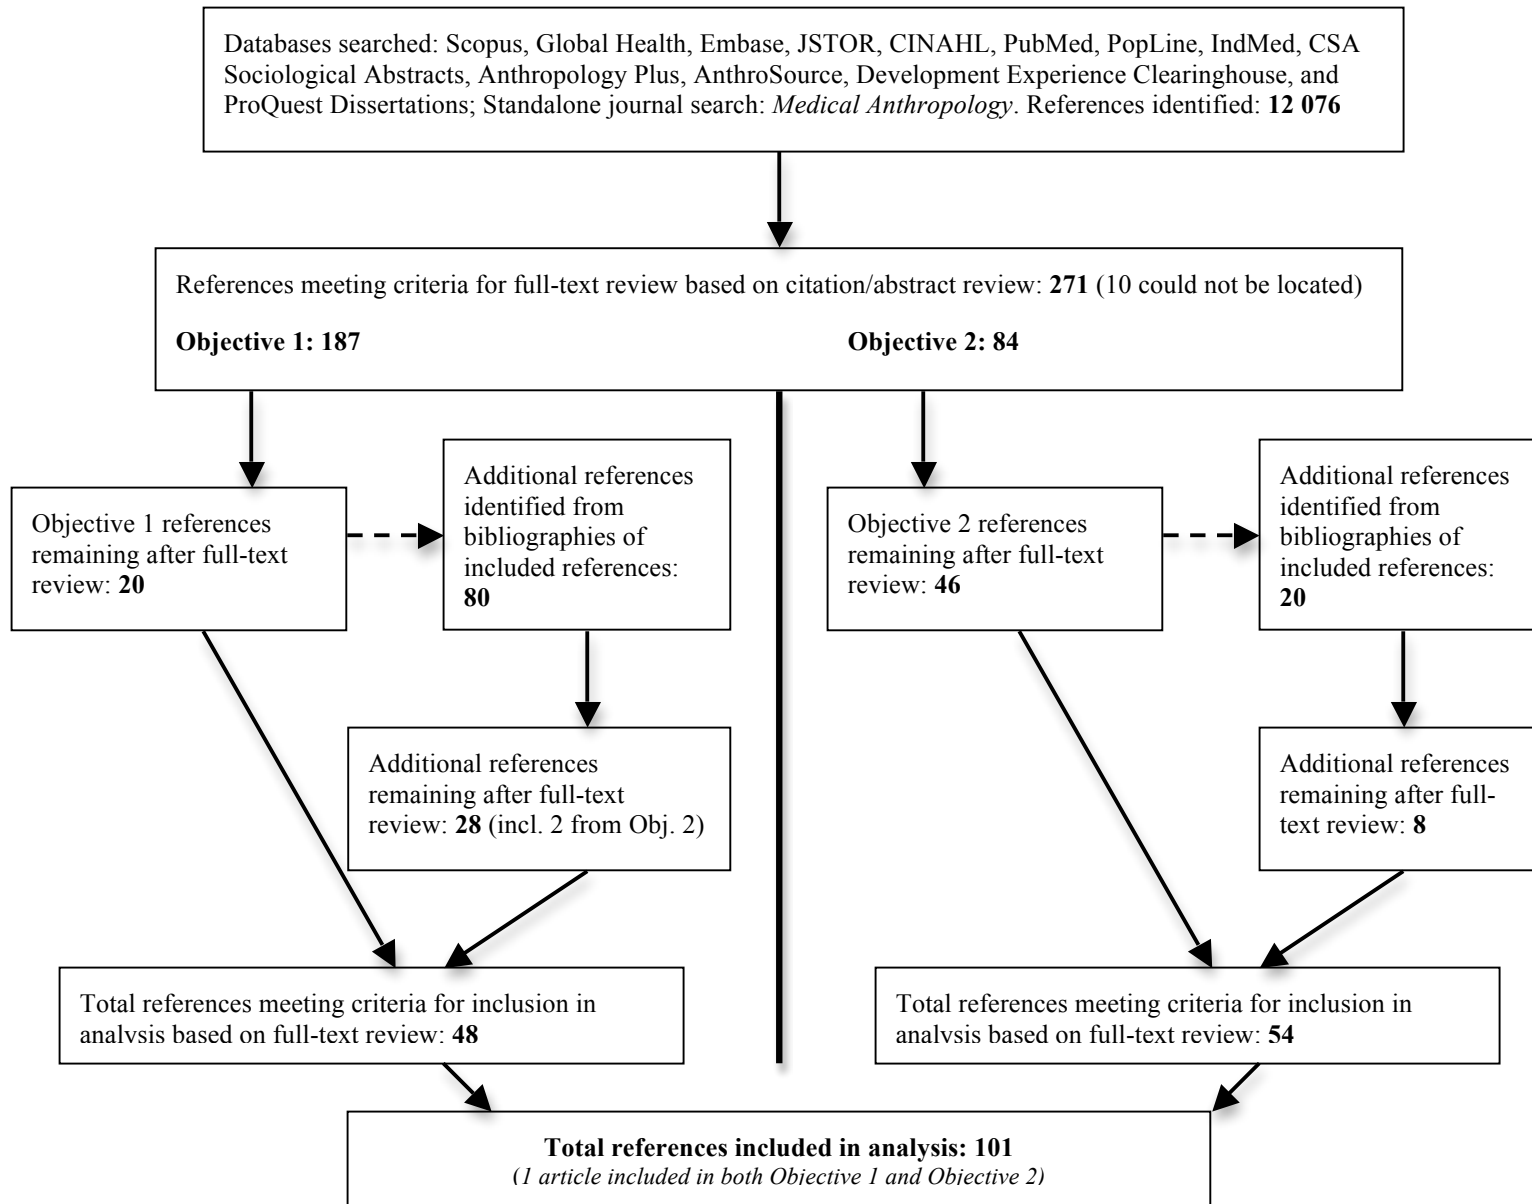 Databases searched: Scopus, Global Health, Embase, JSTOR, CINAHL, PubMed, PopLine, IndMed, CSA
Sociological Abstracts, Anthropology Plus, AnthroSource, Development Experience Clearinghouse, and
ProQuest Dissertations; Standalone journal search: Medical Anthropology. References identified: 12 076
References meeting criteria for full-text review based on citation/abstract review: 271 (10 could not be located)
Objective 1: 187
Objective 2: 84
Objective 1 references
remaining after full-text
review: 20
Additional references
identified from
bibliographies of
included references:
80
Additional references
remaining after full-text
review: 28 (incl. 2 from Obj. 2)
Total references meeting criteria for inclusion in
analysis based on full-text review: 48
Objective 2 references
remaining after full-text
review: 46
Additional references
identified from
bibliographies of
included references:
20
Additional references
remaining after full-
text review: 8
Total references meeting criteria for inclusion in
analysis based on full-text review: 54
Total references included in analysis: 101
(1 article included in both Objective 1 and Objective 2)